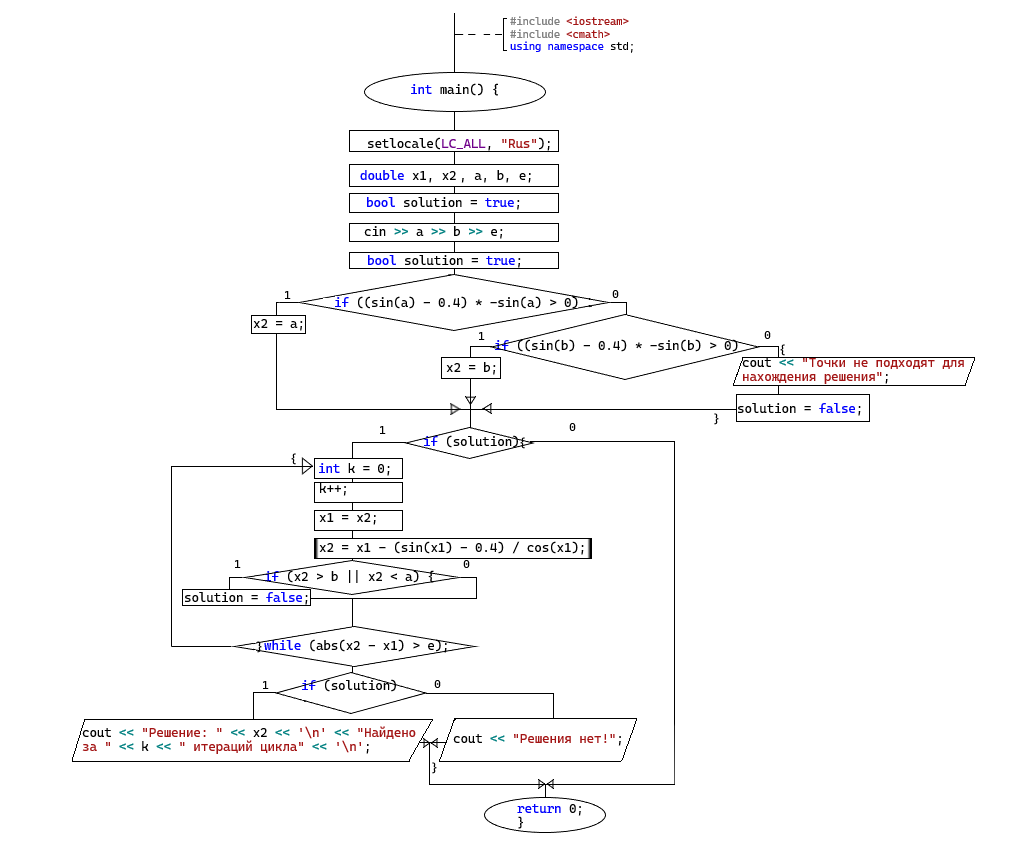 #include <iostream>
#include <cmath>
using namespace std;
int main() {
setlocale(LC_ALL, "Rus");
double x1, x2, a, b, e;
bool solution = true;
cin >> a >> b >> e;
bool solution = true;
1
if ((sin(a) - 0.4) * -sin(a) > 0)
0
x2 = a;
1
if ((sin(b) - 0.4) * -sin(b) > 0)
0
{
x2 = b;
cout << "Точки не подходят для
нахождения решения";
solution = false;
}
1
if (solution){
0
{
int k = 0;
k++;
x1 = x2;
x2 = x1 - (sin(x1) - 0.4) / cos(x1);
1
if (x2 > b || x2 < a) {
0
solution = false;
}while (abs(x2 - x1) > e);
1
if (solution)
0
cout << "Решение: " << x2 << '\n' << "Найдено
за " << k << " итераций цикла" << '\n';
cout << "Решения нет!";
}
return 0;
}